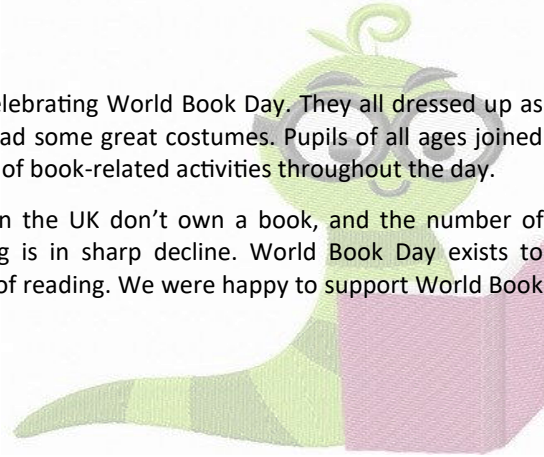 elebrating World Book Day. They all dressed up as
ad some great costumes. Pupils of all ages joined
of book-related activities throughout the day.
n the UK don’t own a book, and the number of
g is in sharp decline. World Book Day exists to
of reading. We were happy to support World Book